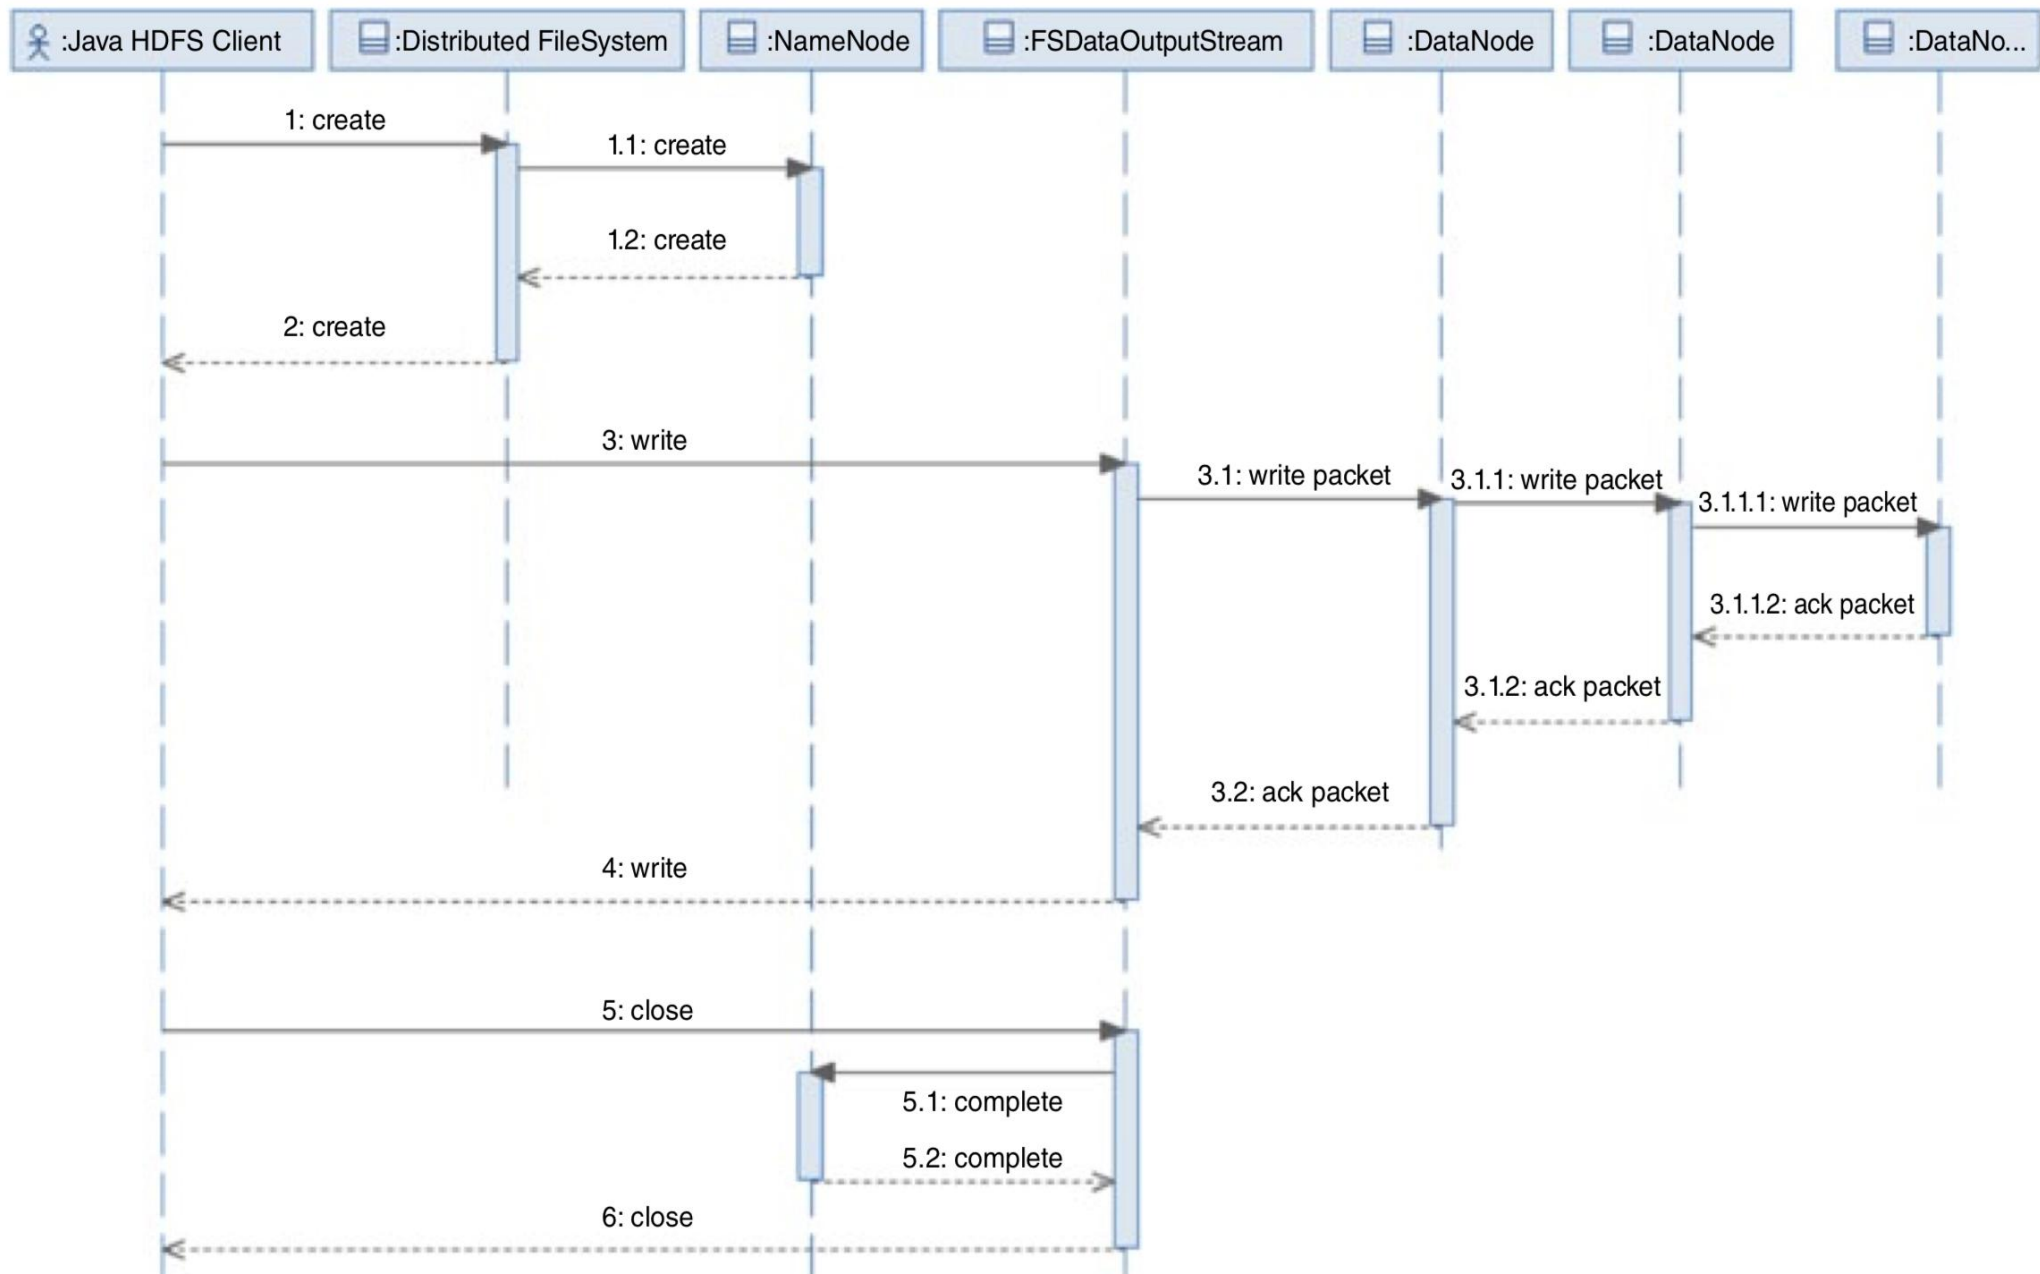 :Java HDFS Client
:Distributed FileSystem
:NameNode
:FSDataOutputStream
:DataNode
:DataNode
:DataNo...
1: create
1.1: create
1.2: create
2: create
3: write
3.1: write packet
3.1.1: write packet
3.1.1.1: write packet
3.1.1.2: ack packet
3.1.2: ack packet
3.2: ack packet
4: write
5: close
5.1: complete
5.2: complete
6: close